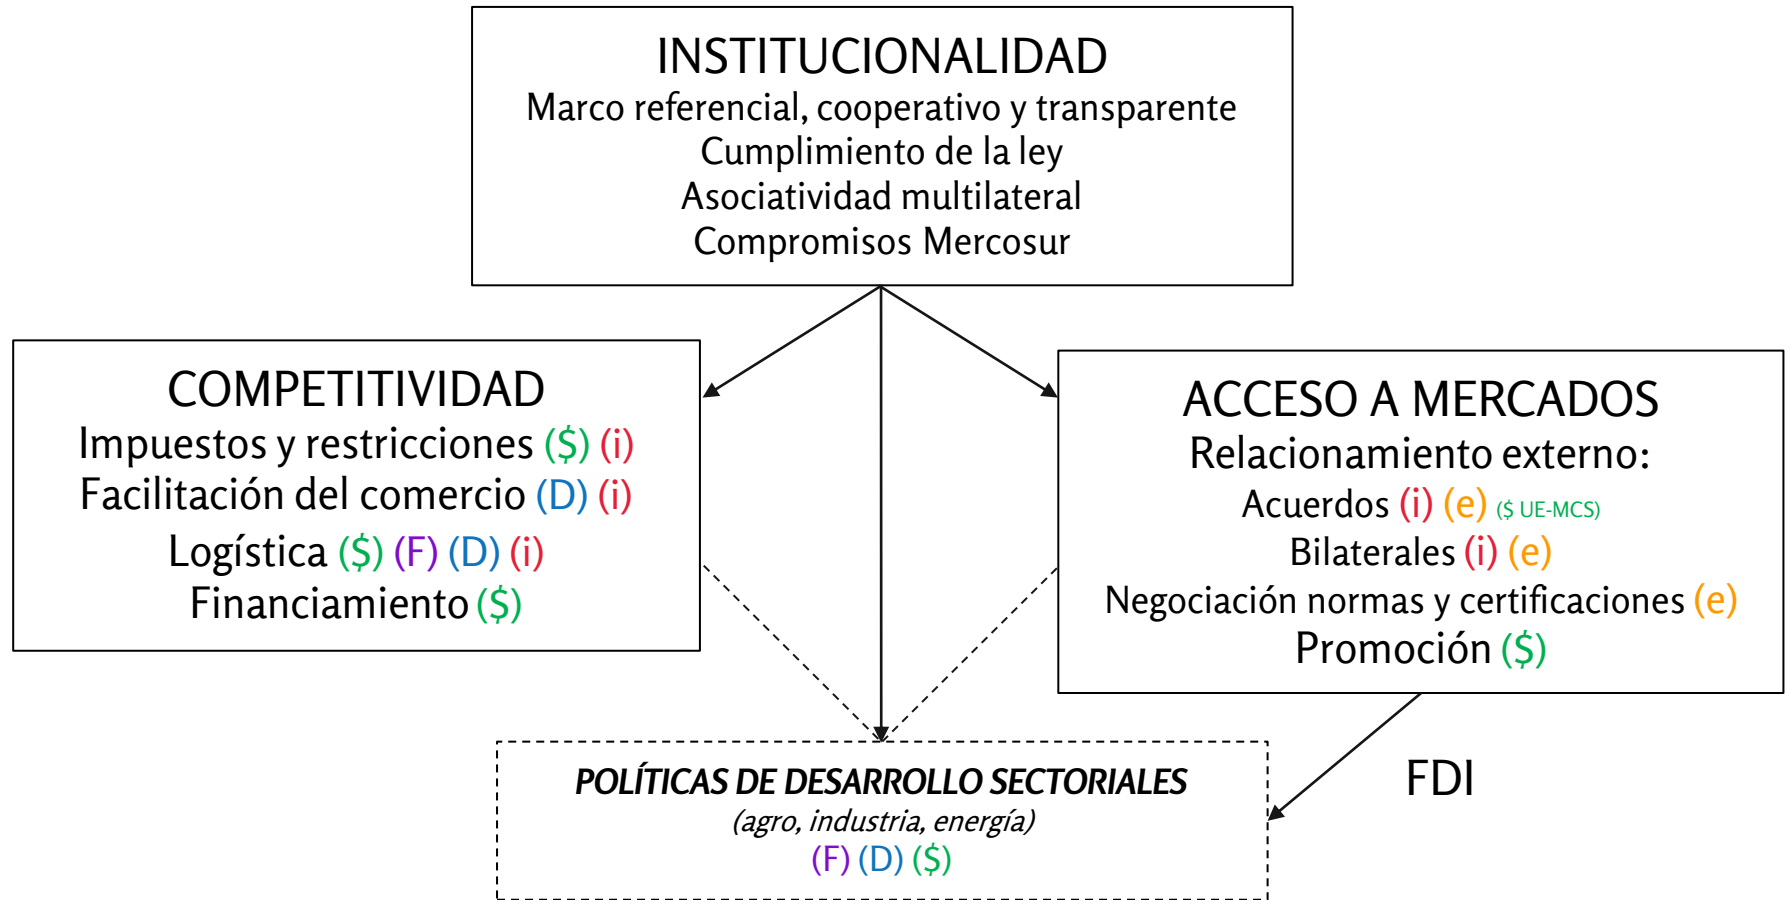 INSTITUCIONALIDAD
Marco referencial, cooperativo y transparente
Cumplimiento de la ley
Asociatividad multilateral
Compromisos Mercosur
COMPETITIVIDAD
Impuestos y restricciones ($) (i)
Facilitación del comercio (D) (i)
Logística ($) (F) (D) (i)
Financiamiento ($)
ACCESO A MERCADOS
Relacionamiento externo:
Acuerdos (i) (e) ($ UE-MCS)
Bilaterales (i) (e)
Negociación normas y certificaciones (e)
Promoción ($)
FDI
POLÍTICAS DE DESARROLLO SECTORIALES
(agro, industria, energía)
(F) (D) ($)